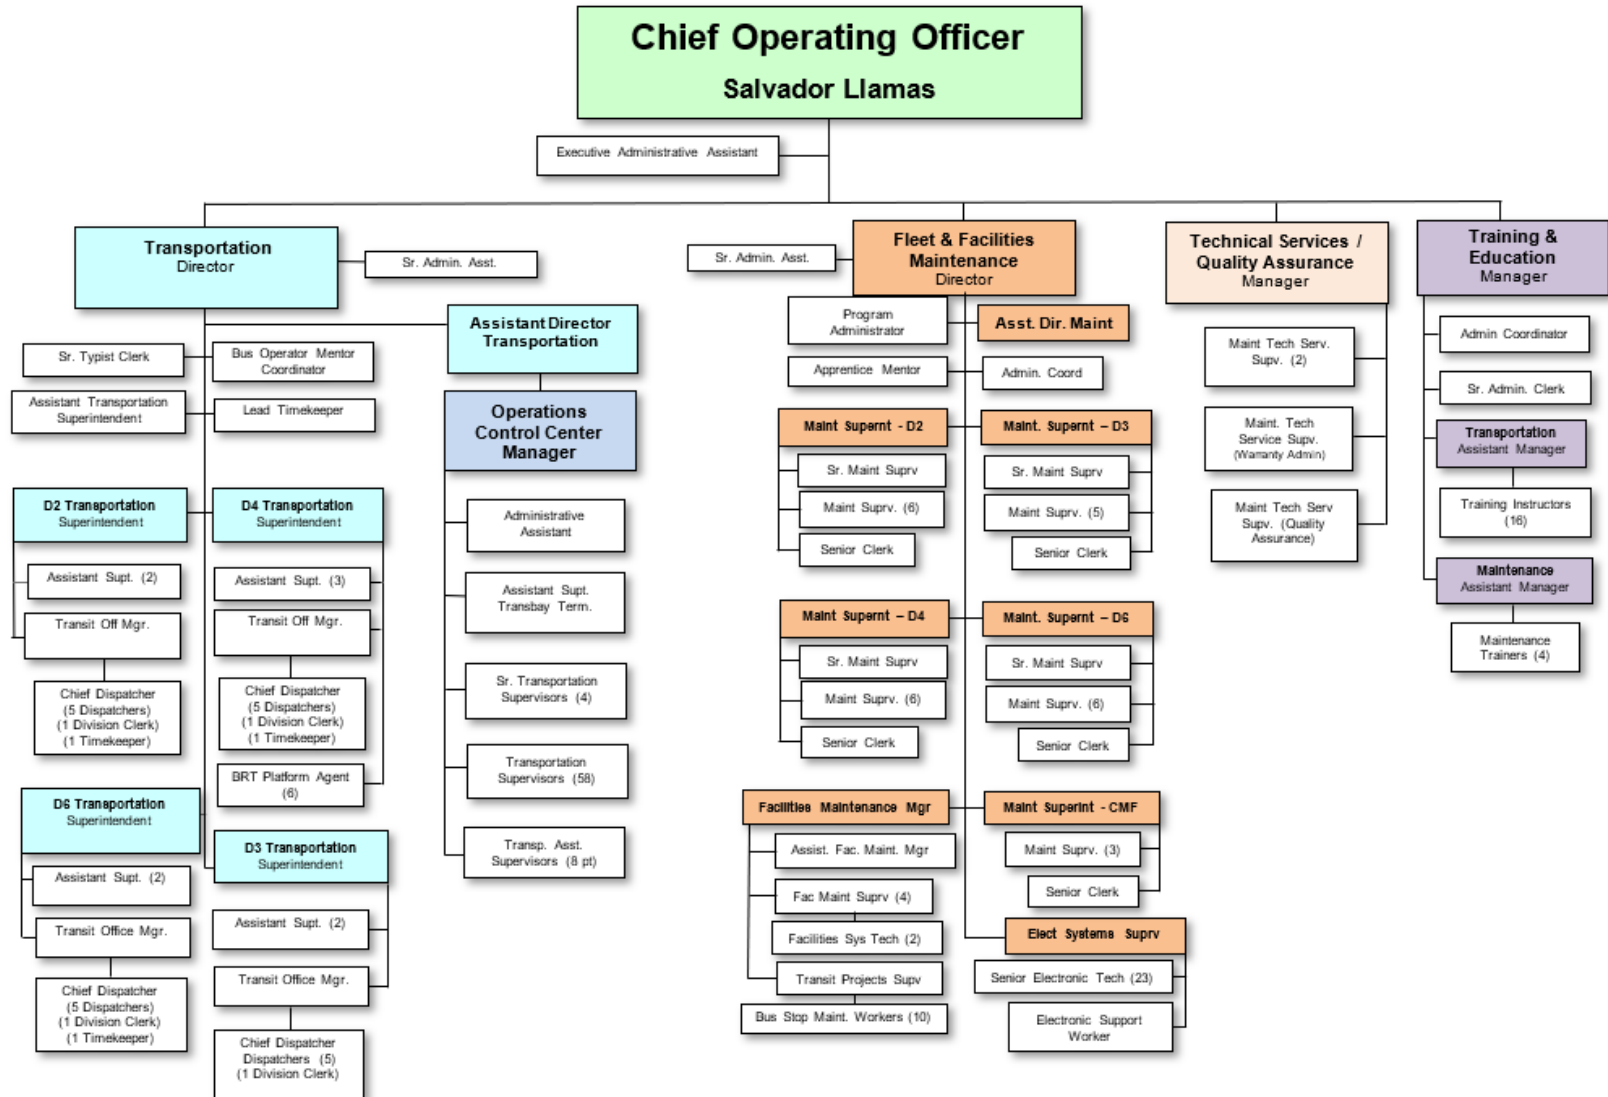 Chief Operating Officer
Salvador Llamas
Executive Administrative Assistant
Transportation
Director
Sr. Admin. Asst.
Assistant Director
Transportation
Sr. Typist Clerk
Bus Operator Mentor
Coordinator
Assistant Transportation
Superintendent
Lead Timekeeper
Operations
Control Center
Manager
D2 Transportation
Superintendent
Assistant Supt. (2)
Transit Off Mgr.
Chief Dispatcher
(5 Dispatchers)
(1 Division Clerk)
(1 Timekeeper)
D4 Transportation
Superintendent
Assistant Supt. (3)
Transit Off Mgr.
Chief Dispatcher
(5 Dispatchers)
(1 Division Clerk)
(1 Timekeeper)
BRT Platform Agent
(6)
D6 Transportation
Superintendent
Assistant Supt. (2)
Transit Office Mgr.
Chief Dispatcher
(5 Dispatchers)
(1 Division Clerk)
(1 Timekeeper)
D3 Transportation
Superintendent
Assistant Supt. (2)
Transit Office Mgr.
Chief Dispatcher
Dispatchers (5)
(1 Division Clerk)
Administrative
Assistant
Assistant Supt.
Transbay Term.
Sr. Transportation
Supervisors (4)
Transportation
Supervisors (58)
Transp. Asst.
Supervisors (8 pt)
Sr. Admin. Asst.
Fleet & Facilities
Maintenance
Director
Program
Administrator
Asst. Dir. Maint
Apprentice Mentor
Admin. Coord
Maint Supernt - D2
Sr. Maint Suprv
Maint Suprv. (6)
Senior Clerk
Maint. Supernt – D3
Sr. Maint Suprv
Maint Suprv. (5)
Senior Clerk
Maint Supernt – D4
Sr. Maint Suprv
Maint Suprv. (6)
Senior Clerk
Maint. Supernt – D6
Sr. Maint Suprv
Maint Suprv. (6)
Senior Clerk
Facilities Maintenance Mgr
Assist. Fac. Maint. Mgr
Fac Maint Suprv (4)
Facilities Sys Tech (2)
Transit Projects Supv
Bus Stop Maint. Workers (10)
Maint Superint - CMF
Maint Suprv. (3)
Senior Clerk
Elect Systems Suprv
Senior Electronic Tech (23)
Electronic Support
Worker
Technical Services /
Quality Assurance
Manager
Maint Tech Serv.
Supv. (2)
Maint. Tech
Service Supv.
(Warranty Admin)
Maint Tech Serv
Supv. (Quality
Assurance)
Training &
Education
Manager
Admin Coordinator
Sr. Admin. Clerk
Transportation
Assistant Manager
Training Instructors
(16)
Maintenance
Assistant Manager
Maintenance
Trainers (4)